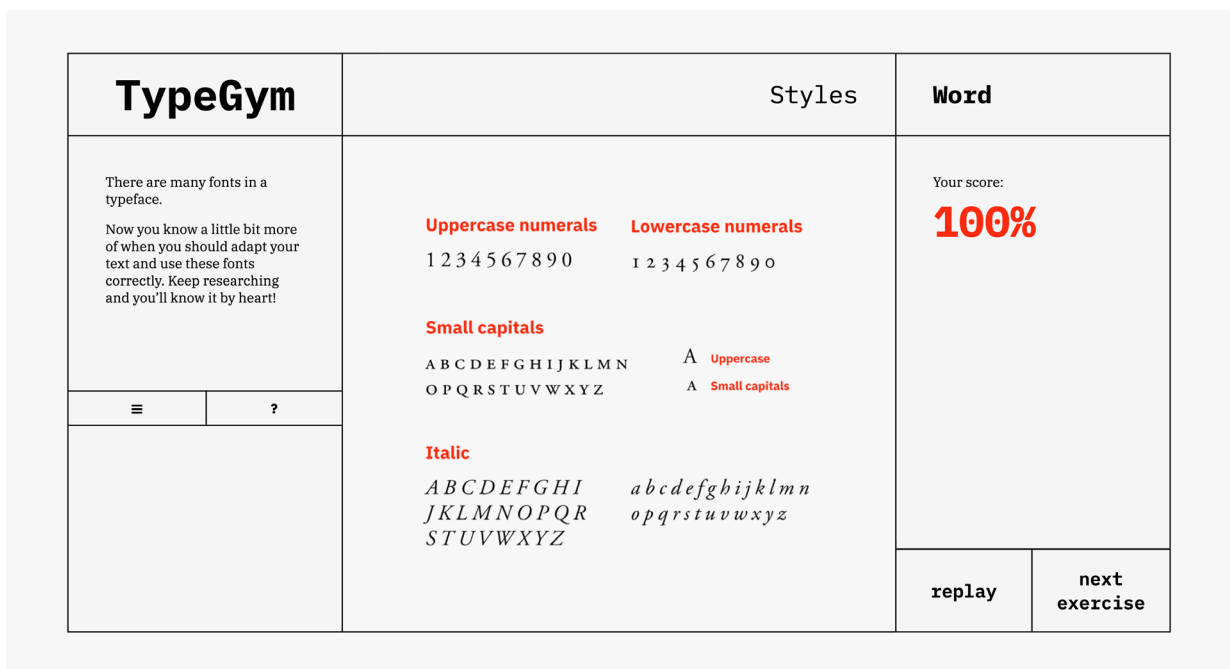 TypeGym
Styles
Word
There are many fonts in a
typeface.
Now you know a little bit more
of when you should adapt your
text and use these fonts
correctly. Keep researching
and you’ll know it by heart!
≡
?
Uppercase numerals
1 2 3 4 5 6 7 8 9 0
Lowercase numerals
1 2 3 4 5 6 7 8 9 0
Small capitals
A B C D E F G H I J K L M N
O P Q R S T U V W X Y Z
A Uppercase
A Small capitals
Italic
A B C D E F G H I
J K L M N O P Q R
S T U V W X Y Z
a b c d e f g h i j k l m n
o p q r s t u v w x y z
Your score:
100%
replay
next
exercise